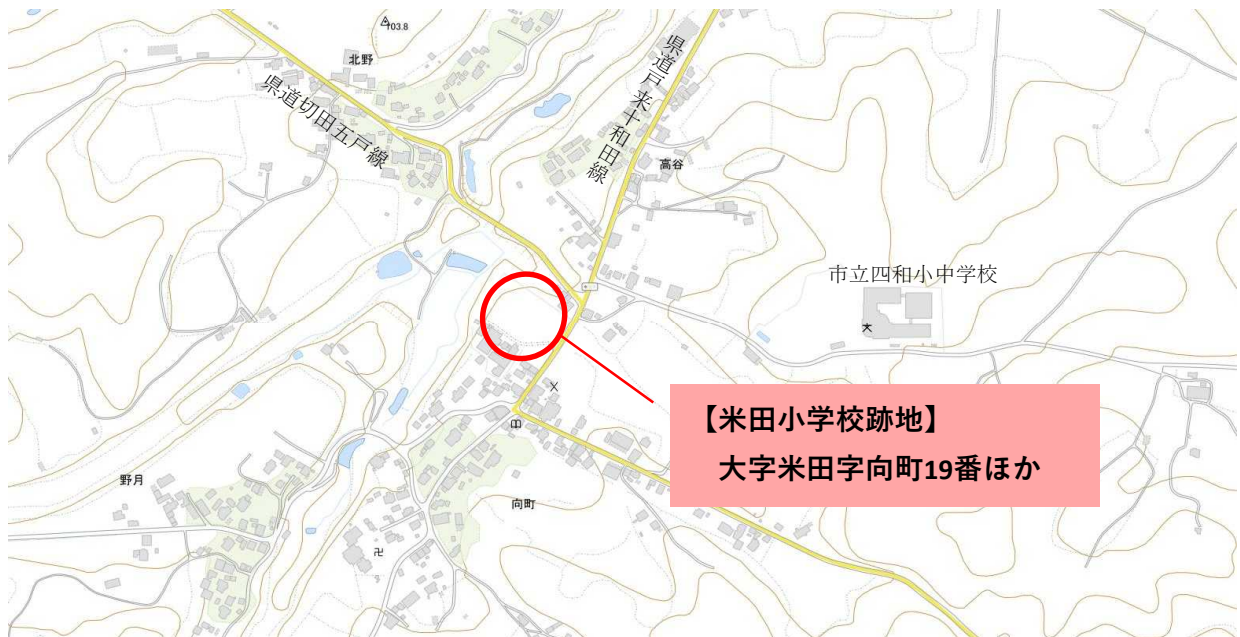 103.8
北野
県道切田五戸線
県道戸来十和田線
高谷
市立四和小中学校
文
【米田小学校跡地】
大字米田字向町19番ほか
野月
向町